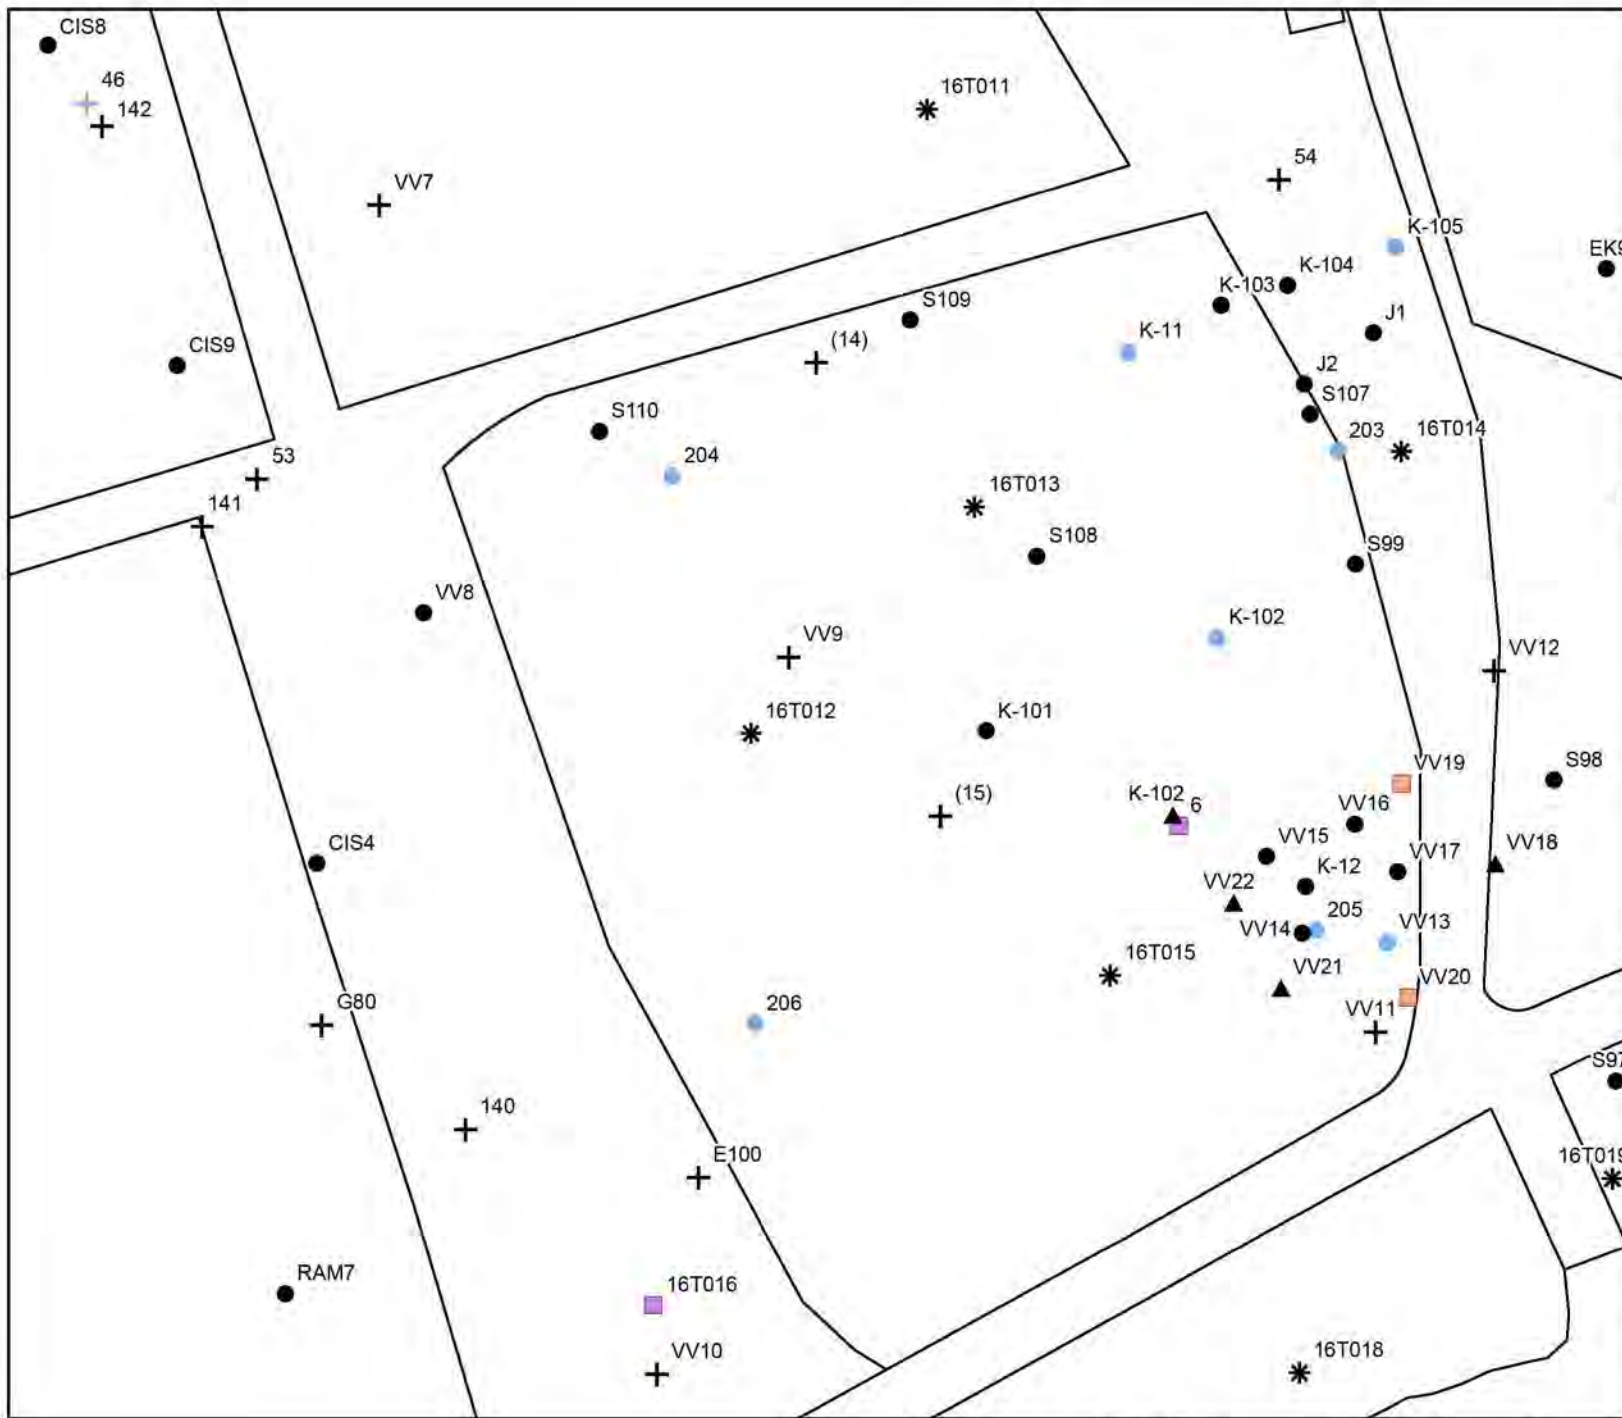 CIS8
46
142
16T011
54
VV7
K-105
EK9
K-104
K-103
S109
J1
(14)
K-11
CIS9
J2
S107
S110
203
16T014
53
204
16T013
141
S108
S99
VV8
K-102
VV9
VV12
16T012
K-101
VV19
S98
(15)
K-102
6
VV16
VV15
CIS4
VV17
VV18
K-12
VV22
205
VV14
VV13
16T015
VV21
VV20
G80
206
VV11
S97
140
E100
16T019
RAM7
16T016
VV10
16T018